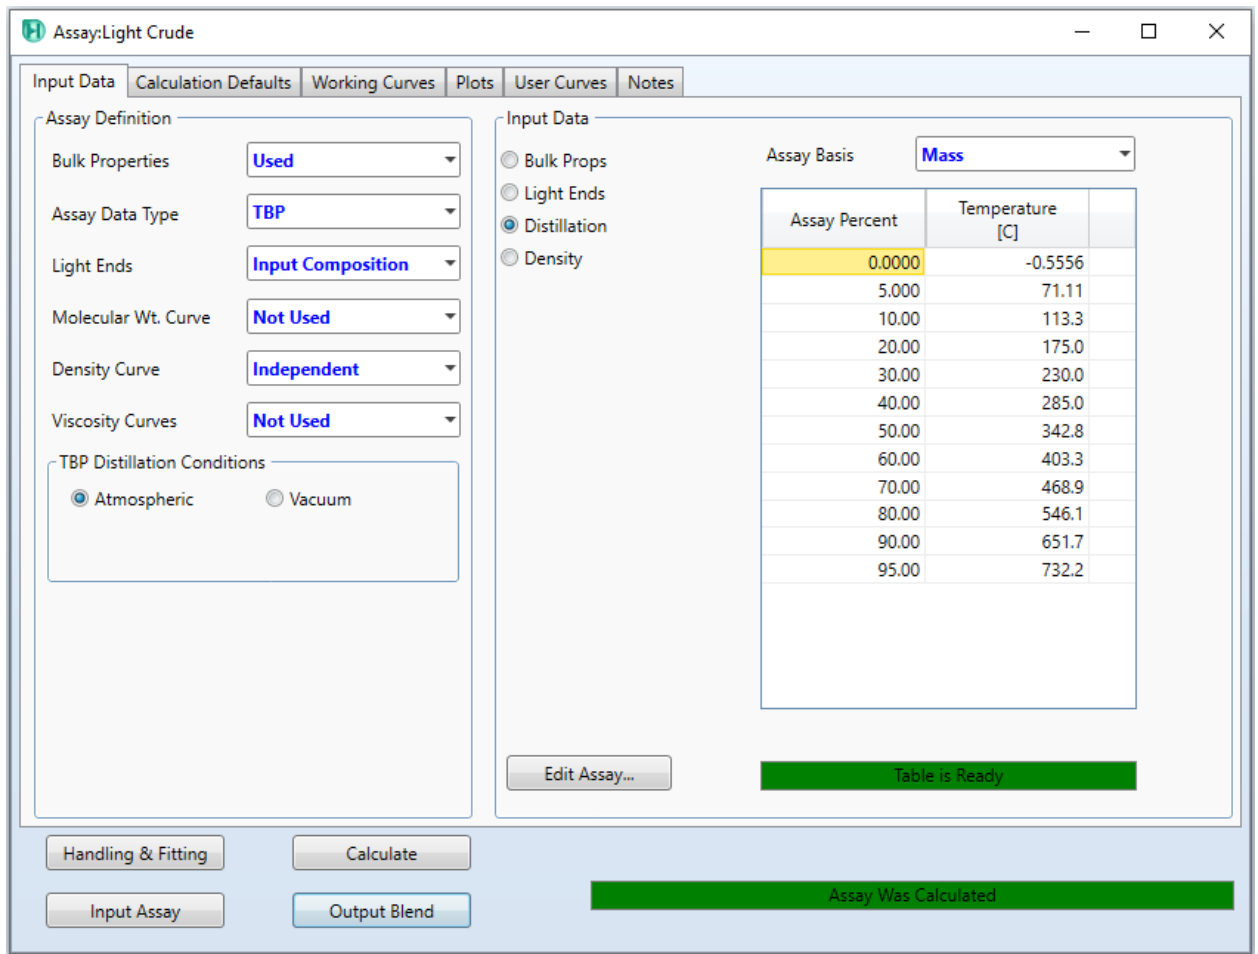 Assay:Light Crude
Input Data Calculation Defaults Working Curves Plots User Curves Notes
Assay Definition
Bulk Properties Used
Assay Data Type TBP
Light Ends Input Composition
Molecular Wt. Curve Not Used
Density Curve Independent
Viscosity Curves Not Used
TBP Distillation Conditions
Atmospheric Vacuum
Input Data
Bulk Props
Light Ends
Distillation
Density
Assay Basis Mass
Assay Percent Temperature [C]
0.0000 -0.5556
5.000 71.11
10.00 113.3
20.00 175.0
30.00 230.0
40.00 285.0
50.00 342.8
60.00 403.3
70.00 468.9
80.00 546.1
90.00 651.7
95.00 732.2
Edit Assay... Table is Ready
Handling & Fitting Calculate
Assay Was Calculated
Input Assay Output Blend